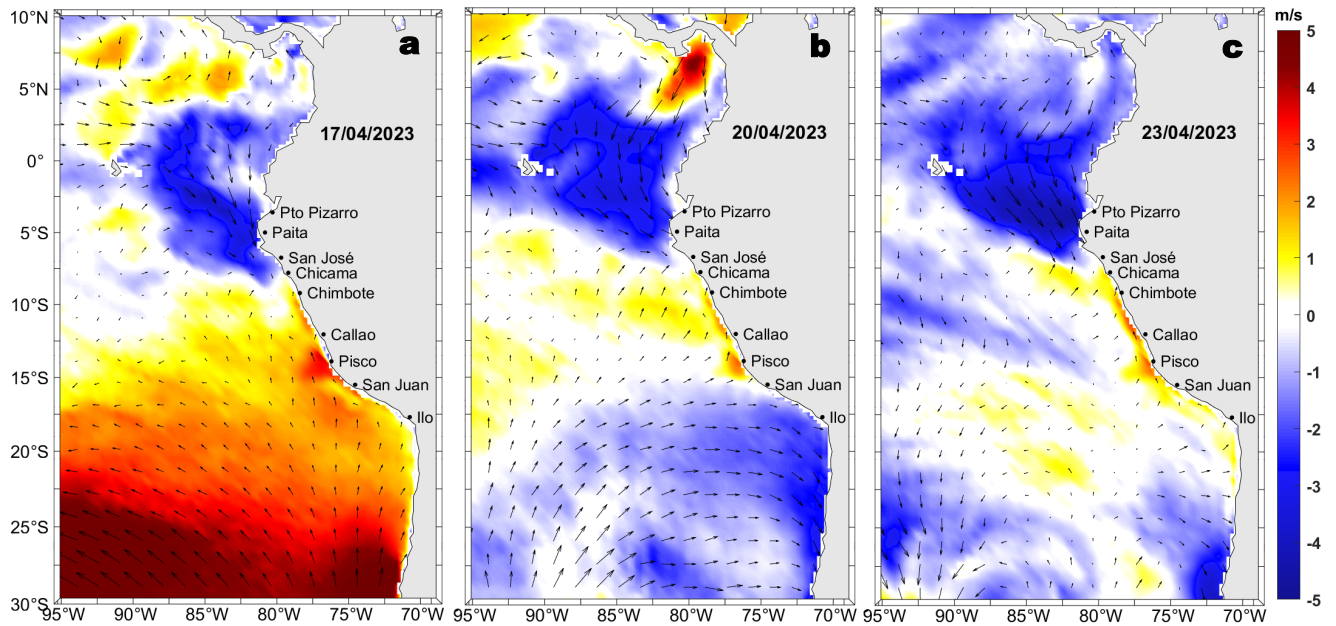 10°N
5°N
0°
5°S
10°S
15°S
20°S
25°S
30°S
a
17/04/2023
Pto Pizarro
Paita
San José
Chicama
Chimbote
Callao
Pisco
San Juan
Ilo
95°W 90°W 85°W 80°W 75°W 70°W
b
20/04/2023
Pto Pizarro
Paita
San José
Chicama
Chimbote
Callao
Pisco
San Juan
Ilo
95°W 90°W 85°W 80°W 75°W 70°W
c
23/04/2023
Pto Pizarro
Paita
San José
Chicama
Chimbote
Callao
Pisco
San Juan
Ilo
95°W 90°W 85°W 80°W 75°W 70°W
m/s
5
4
3
2
1
0
-1
-2
-3
-4
-5